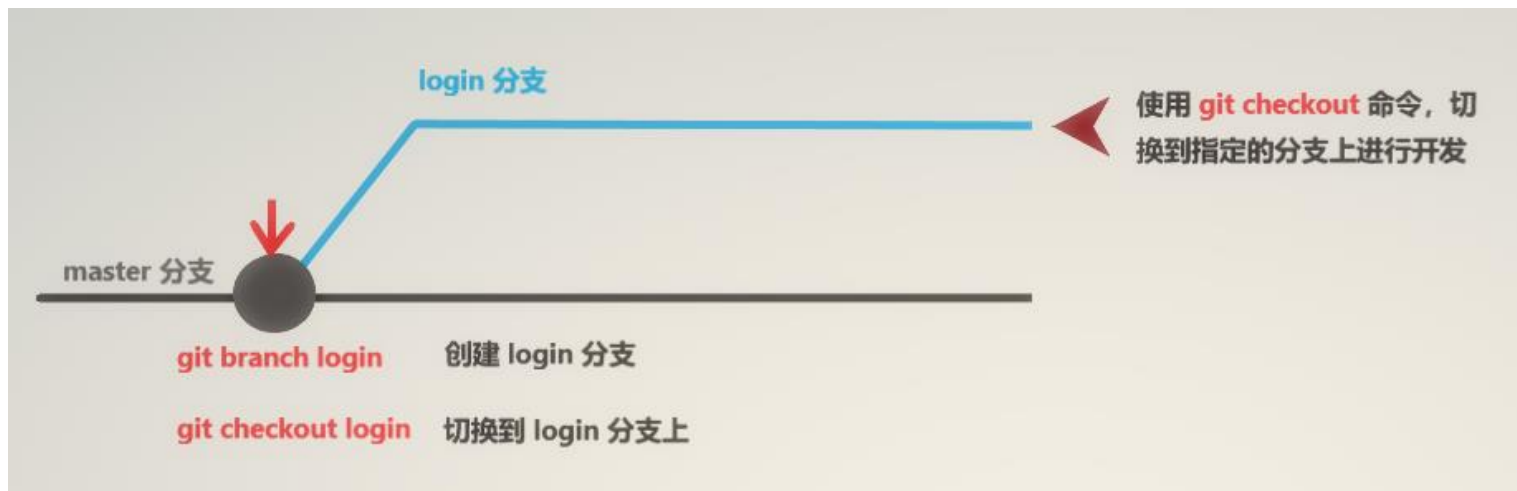 login 分支
使用 git checkout 命令，切
换到指定的分支上进行开发
master 分支
git branch login 创建 login 分支
git checkout login 切换到 login 分支上